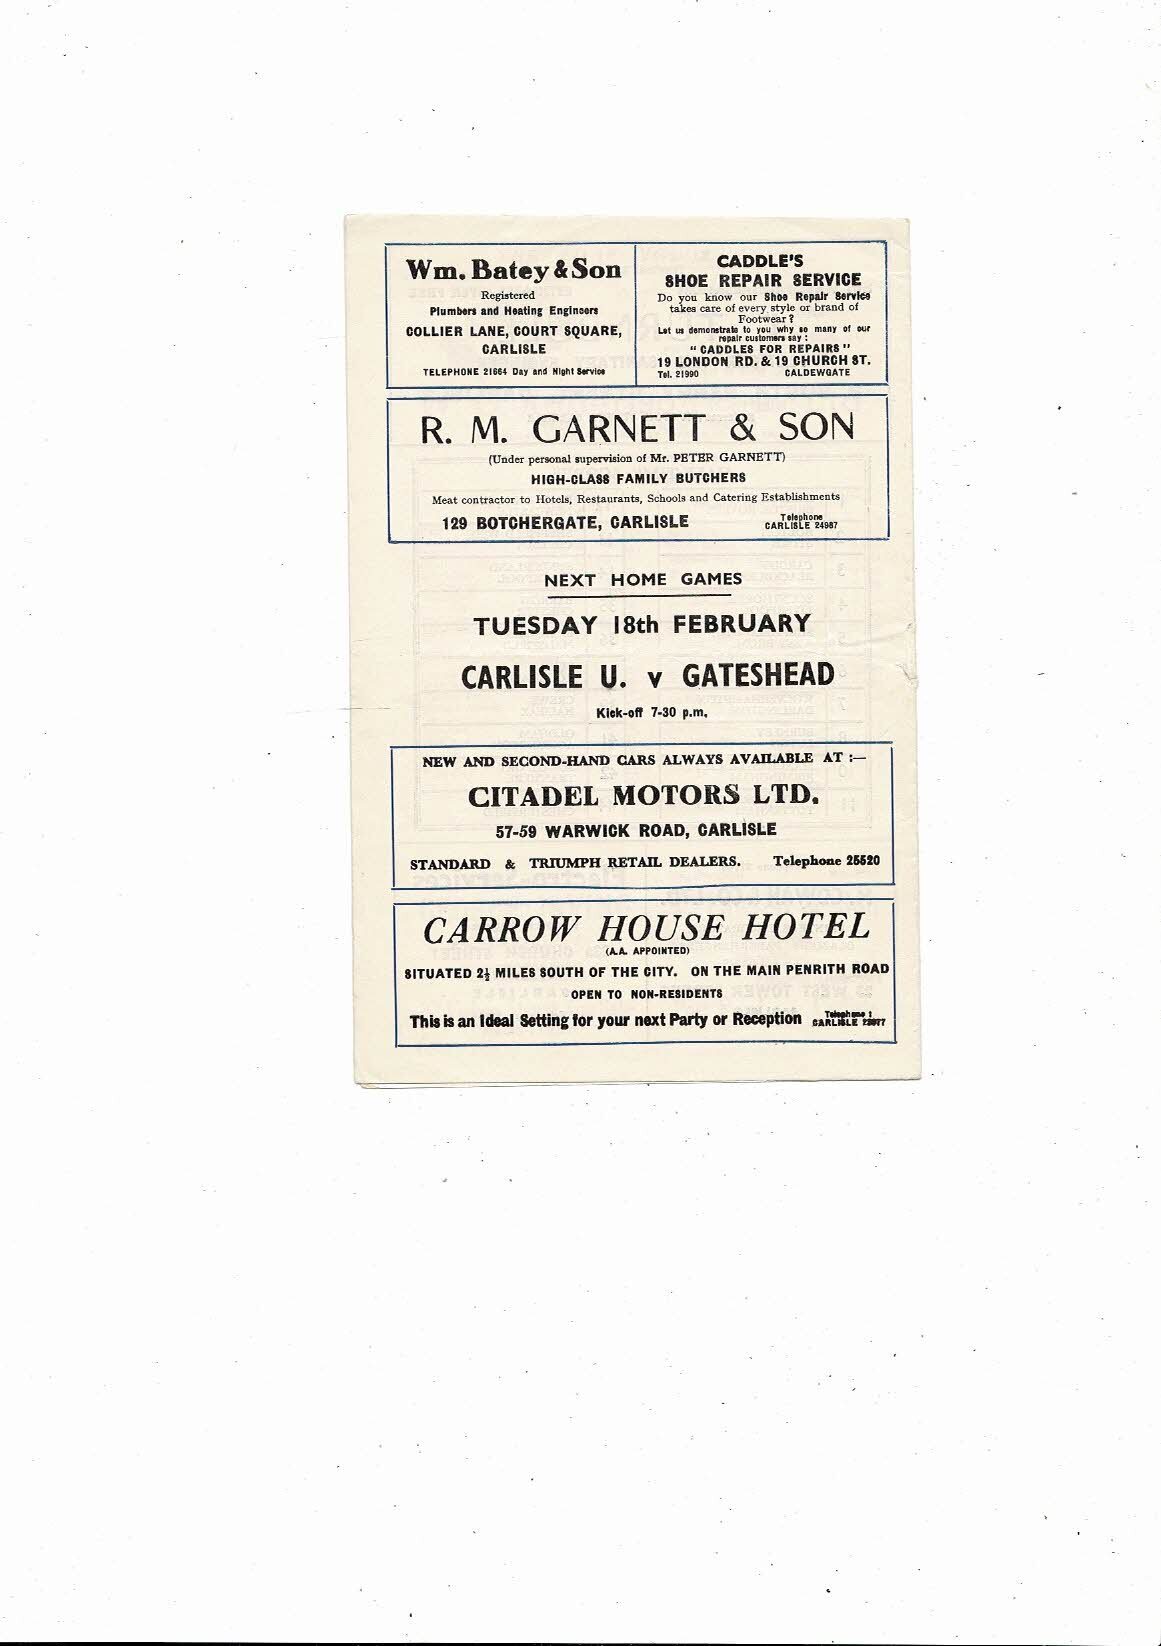 Wm. Batey & Son
Registered
Plumbers and Heating Engineers
COLLIER LANE, COURT SQUARE,
CARLISLE
TELEPHONE 21664 Day and Night Service
CADDLE'S
SHOE REPAIR SERVICE
Do you know our Shoe Repair Service
takes care of every style or brand of
Footwear?
Let us demonstrate to you why so many of our
repair customers say :
" CADDLES FOR REPAIRS "
19 LONDON RD. & 19 CHURCH ST.
Tel. 21990 CALDEWGATE
R. M. GARNETT & SON
(Under personal supervision of Mr. PETER GARNETT)
HIGH-CLASS FAMILY BUTCHERS
Meat contractor to Hotels, Restaurants, Schools and Catering Establishments
129 BOTCHERGATE, CARLISLE
Telephone
CARLISLE 24987
NEXT HOME GAMES
TUESDAY 18th FEBRUARY
CARLISLE U. v GATESHEAD
Kick-off 7-30 p.m.
NEW AND SECOND-HAND CARS ALWAYS AVAILABLE AT :—
CITADEL MOTORS LTD.
57-59 WARWICK ROAD, CARLISLE
STANDARD & TRIUMPH RETAIL DEALERS. Telephone 25520
CARROW HOUSE HOTEL
(A.A. APPOINTED)
SITUATED 2½ MILES SOUTH OF THE CITY. ON THE MAIN PENRITH ROAD
OPEN TO NON-RESIDENTS
This is an Ideal Setting for your next Party or Reception
Telephone :
CARLISLE